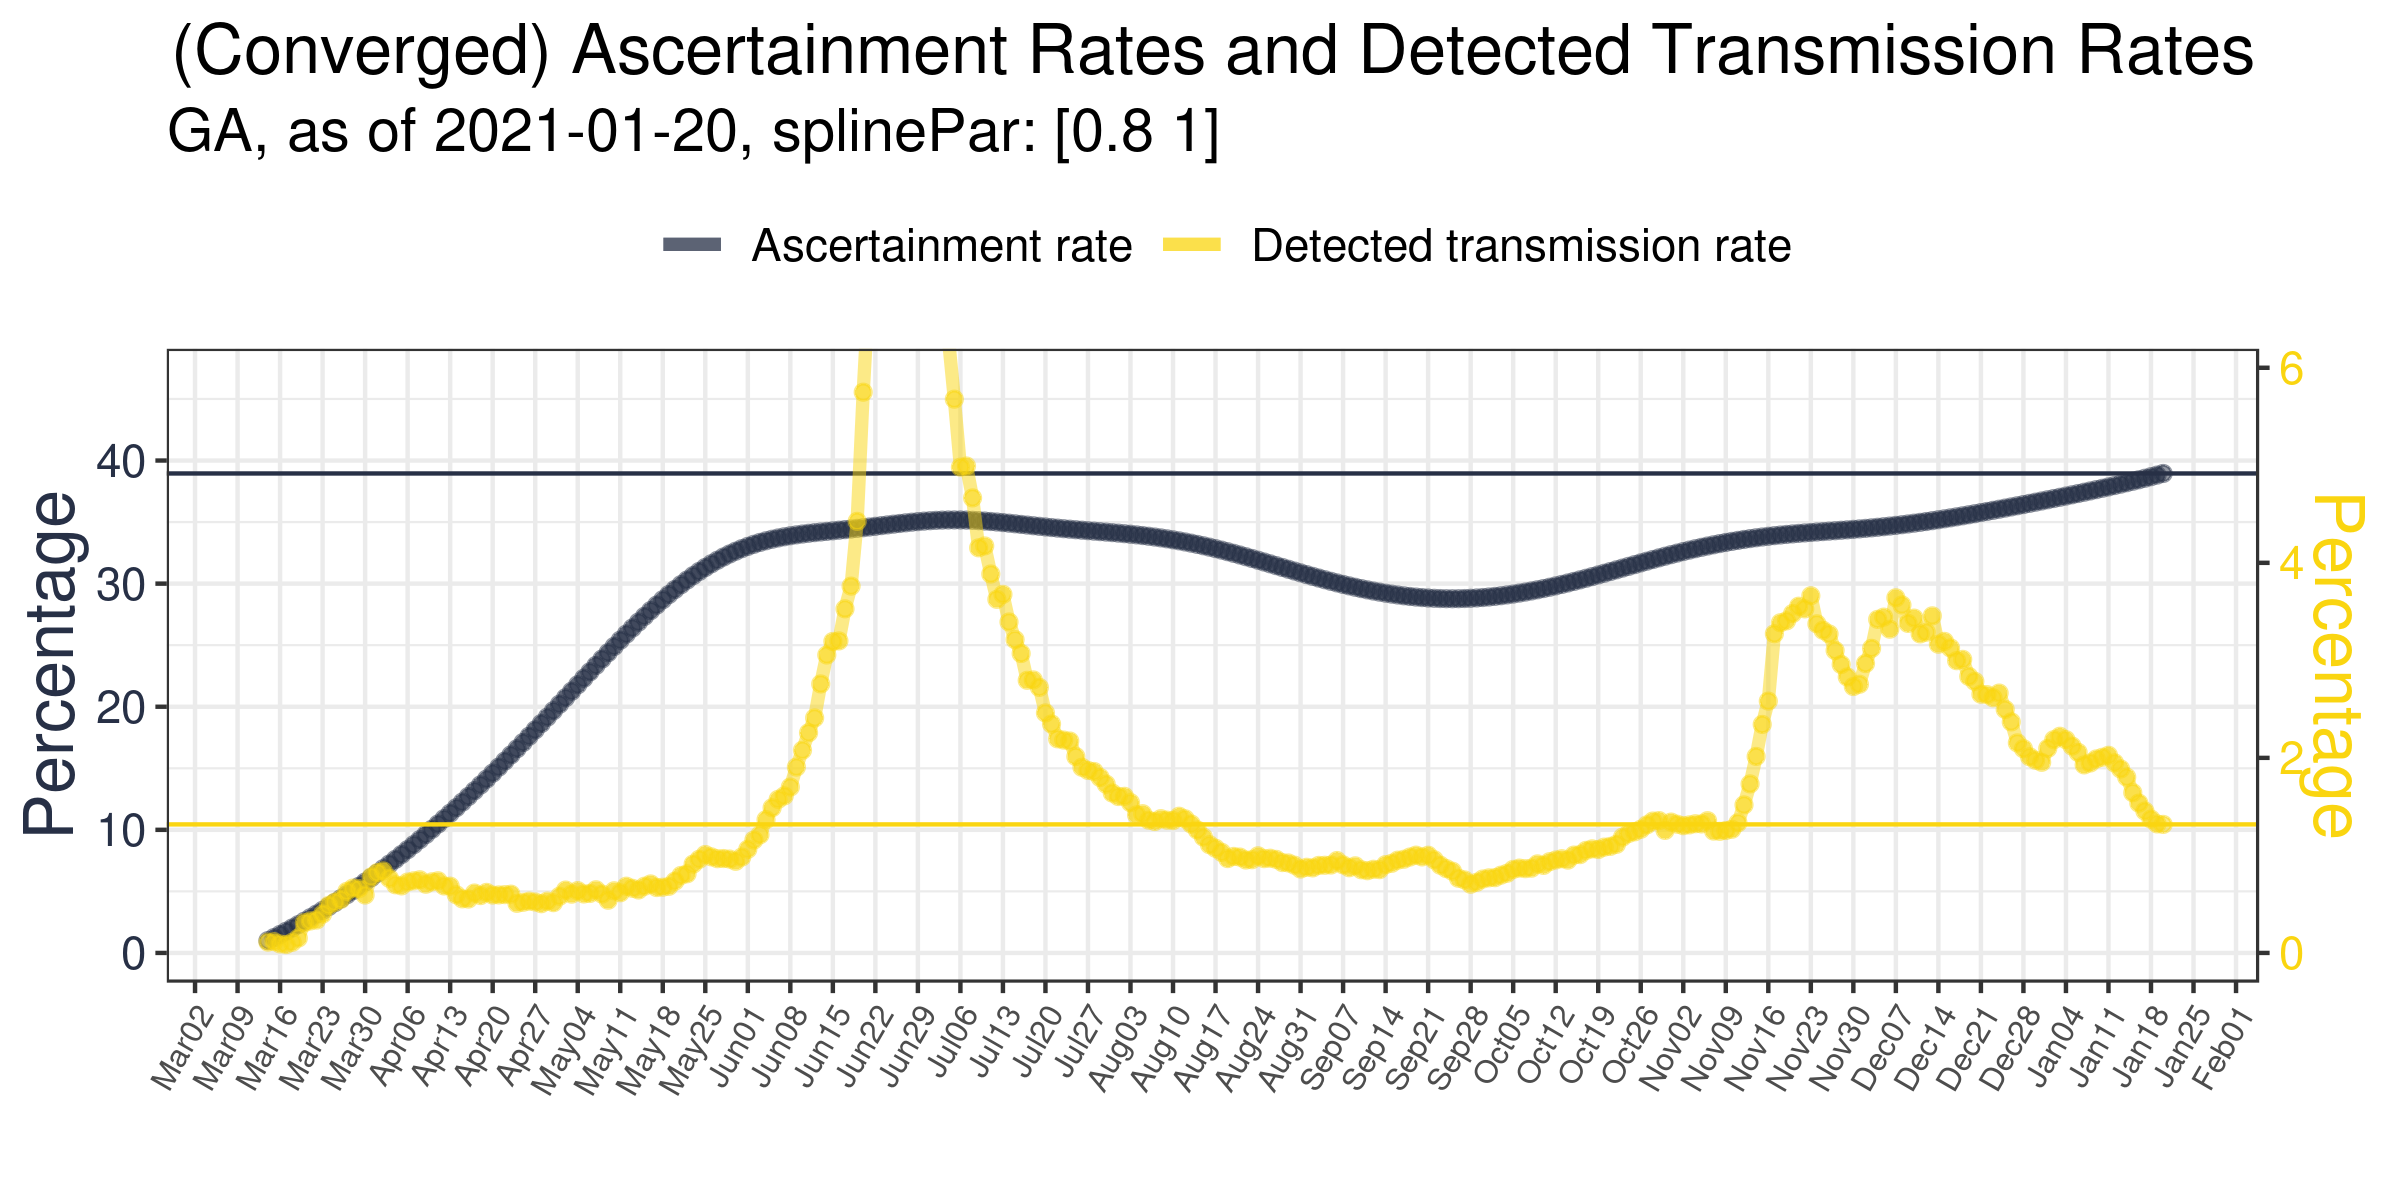 (Converged) Ascertainment Rates and Detected Transmission Rates
GA, as of 2021-01-20, splinePar: [0.8 1]
Ascertainment rate
Detected transmission rate
Percentage
40
30
20
10
0
6
4
2
0
Percentage
Mar02
Mar09
Mar16
Mar23
Mar30
Apr06
Apr13
Apr20
Apr27
May04
May11
May18
May25
Jun01
Jun08
Jun15
Jun22
Jun29
Jul06
Jul13
Jul20
Jul27
Aug03
Aug10
Aug17
Aug24
Aug31
Sep07
Sep14
Sep21
Sep28
Oct05
Oct12
Oct19
Oct26
Nov02
Nov09
Nov16
Nov23
Nov30
Dec07
Dec14
Dec21
Dec28
Jan04
Jan11
Jan18
Jan25
Feb01